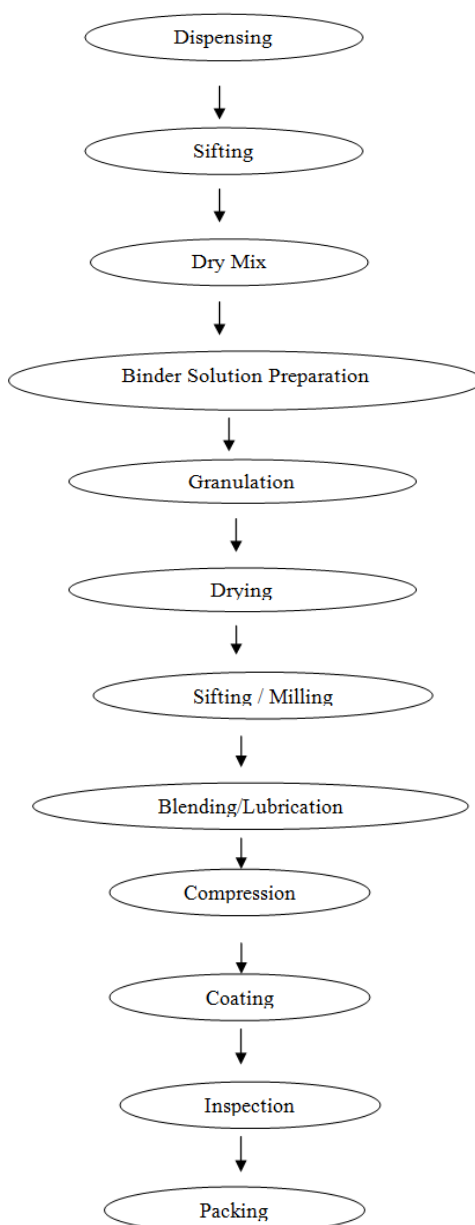 Dispensing
Sifting
Dry Mix
Binder Solution Preparation
Granulation
Drying
Sifting / Milling
Blending/Lubrication
Compression
Coating
Inspection
Packing